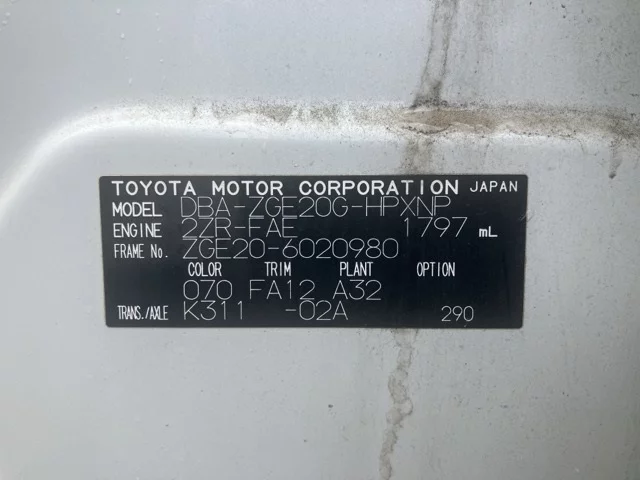 TOYOTA MOTOR CORPORATION JAPAN
MODEL DBA-ZGE20G-HPXNP
ENGINE 2ZR-FAE 1797 mL
FRAME No. ZGE20-6020980
COLOR TRIM PLANT OPTION
070 FA12 A32
TRANS./AXLE K311 -02A 290